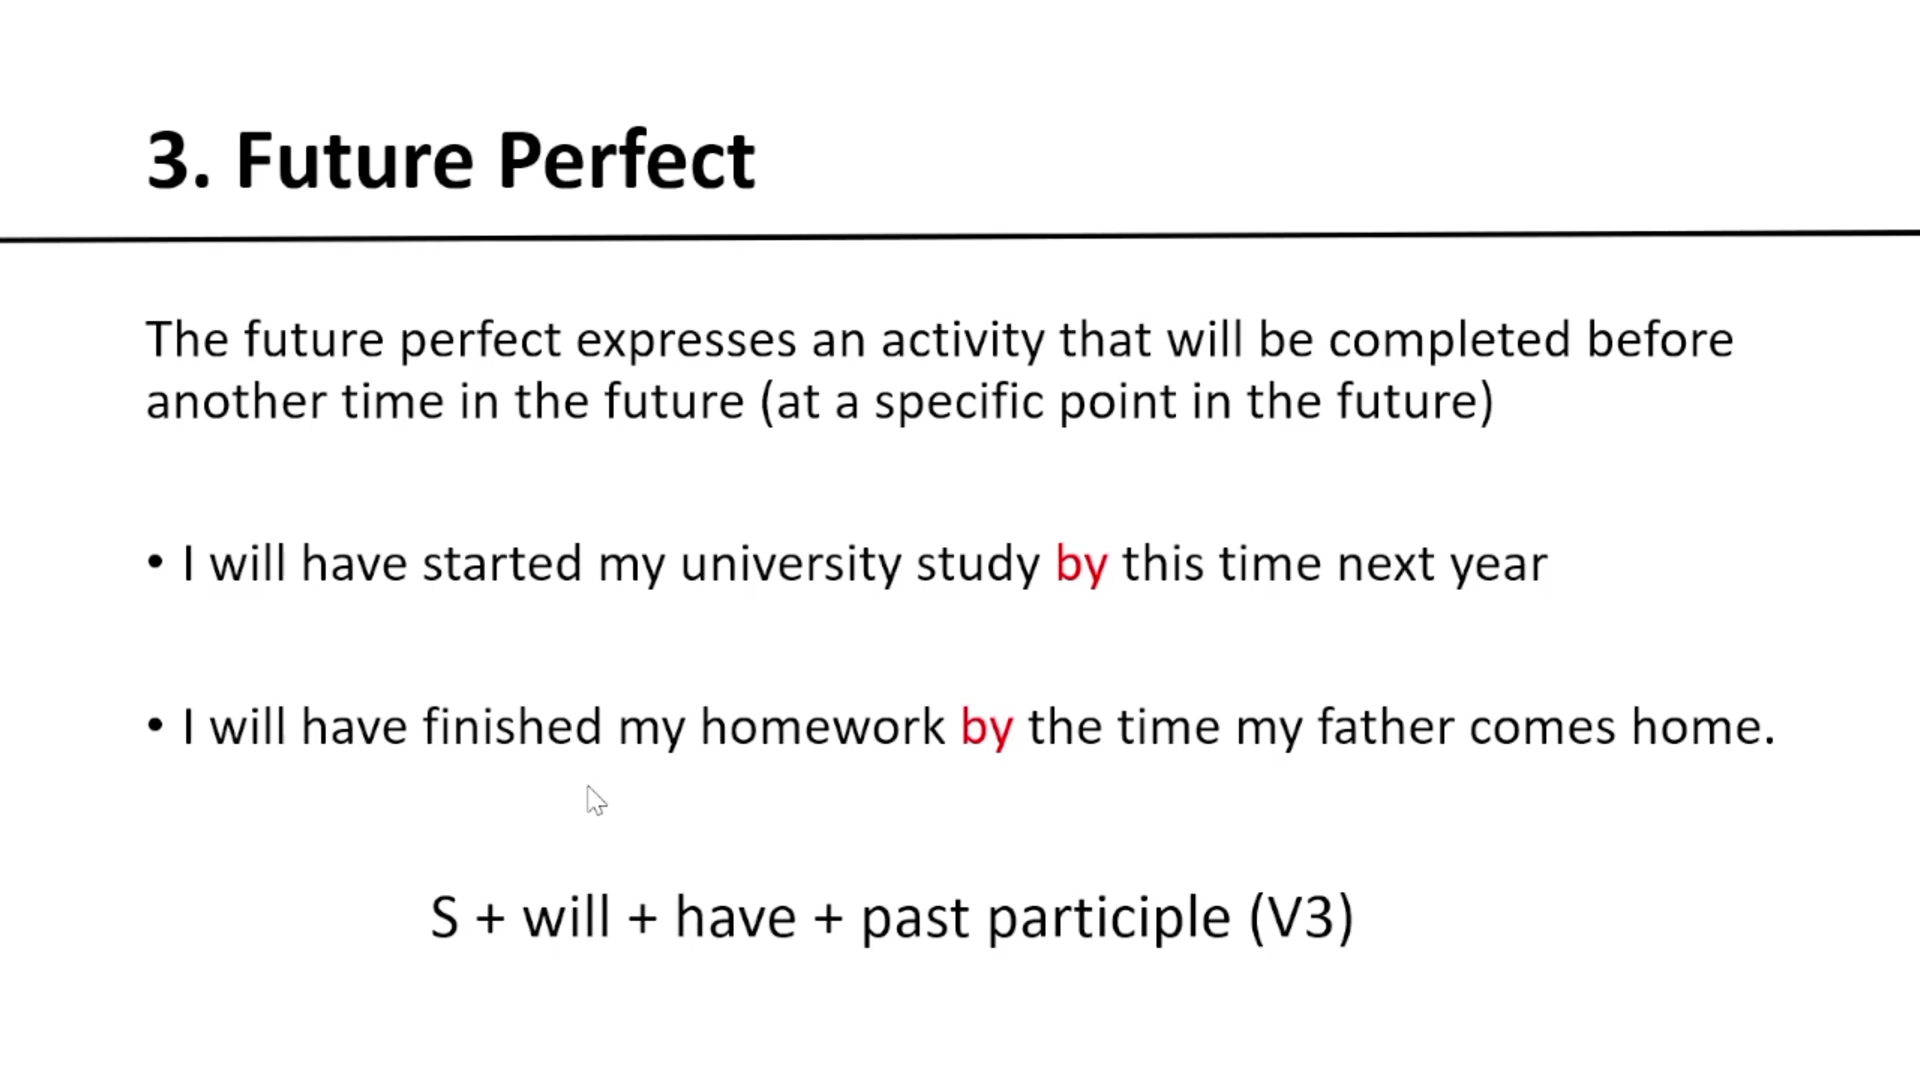 3. Future Perfect
The future perfect expresses an activity that will be completed before
another time in the future (at a specific point in the future)
• I will have started my university study by this time next year
• I will have finished my homework by the time my father comes home.
S + will + have + past participle (V3)